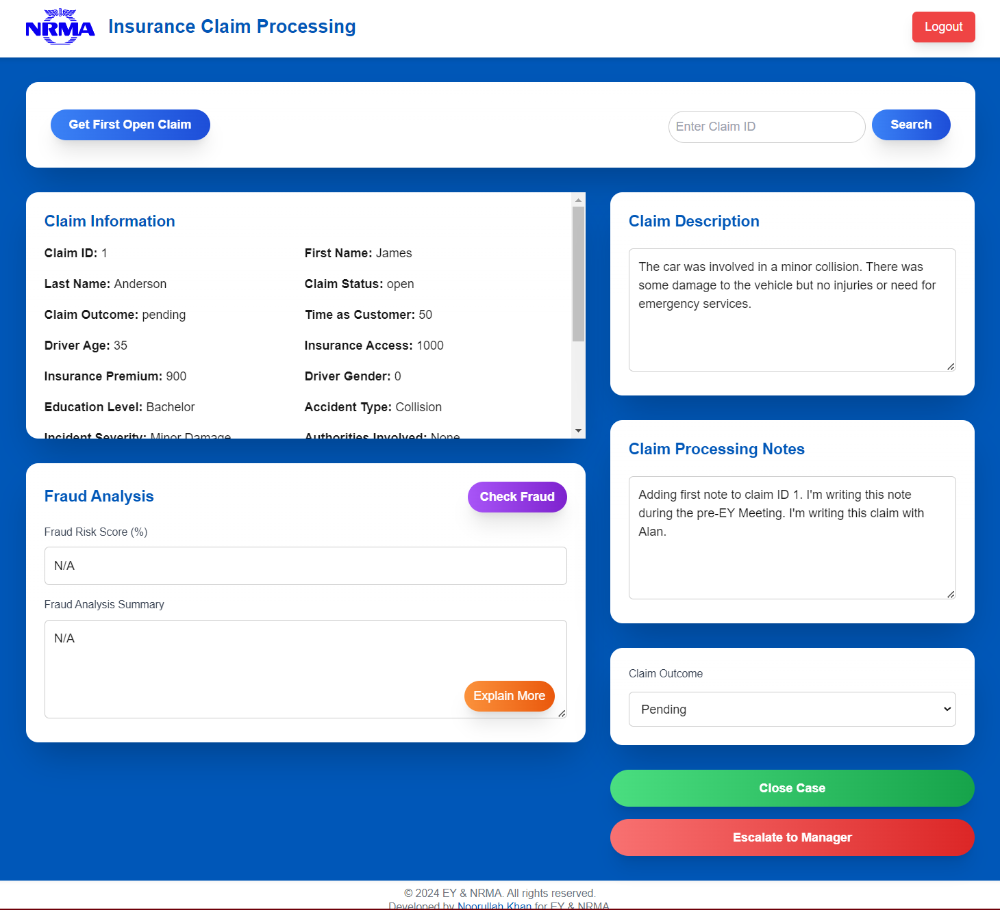 NRMA
Insurance Claim Processing
Logout
Get First Open Claim
Enter Claim ID
Search
Claim Information
Claim ID: 1
First Name: James
Last Name: Anderson
Claim Status: open
Claim Outcome: pending
Time as Customer: 50
Driver Age: 35
Insurance Access: 1000
Insurance Premium: 900
Driver Gender: 0
Education Level: Bachelor
Accident Type: Collision
Incident Severity: Minor Damage
Authorities Involved: None
Claim Description
The car was involved in a minor collision. There was
some damage to the vehicle but no injuries or need for
emergency services.
Fraud Analysis
Check Fraud
Fraud Risk Score (%)
N/A
Fraud Analysis Summary
N/A
Explain More
Claim Processing Notes
Adding first note to claim ID 1. I'm writing this note
during the pre-EY Meeting. I'm writing this claim with
Alan.
Claim Outcome
Pending
Close Case
Escalate to Manager
© 2024 EY & NRMA. All rights reserved.
Developed by Noorullah Khan for EY & NRMA